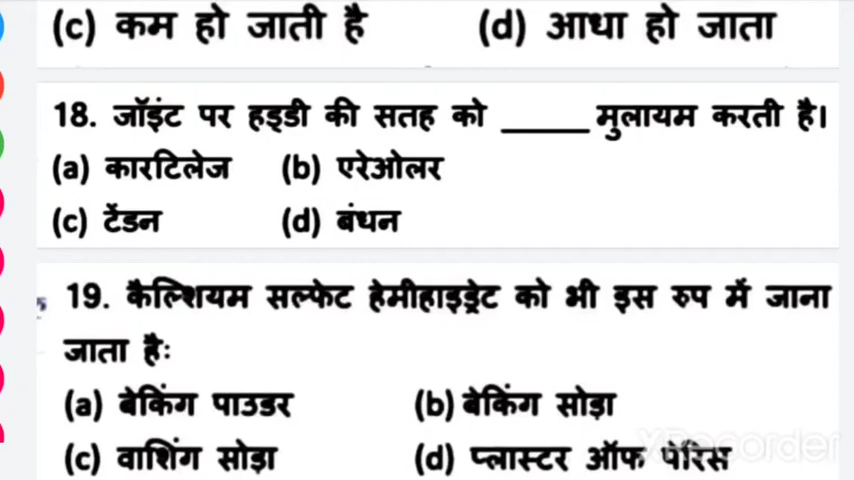 (c) कम हो जाती है (d) आधा हो जाता
18. जॉइंट पर हड्डी की सतह को ______ मुलायम करती है।
(a) कारटिलेज (b) एरेओलर
(c) टेंडन (d) बंधन
19. कैल्शियम सल्फेट हेमीहाइड्रेट को भी इस रुप में जाना
जाता हैः
(a) बेकिंग पाउडर (b) बेकिंग सोड़ा
(c) वाशिंग सोड़ा (d) प्लास्टर ऑफ पेरिस
XRecorder